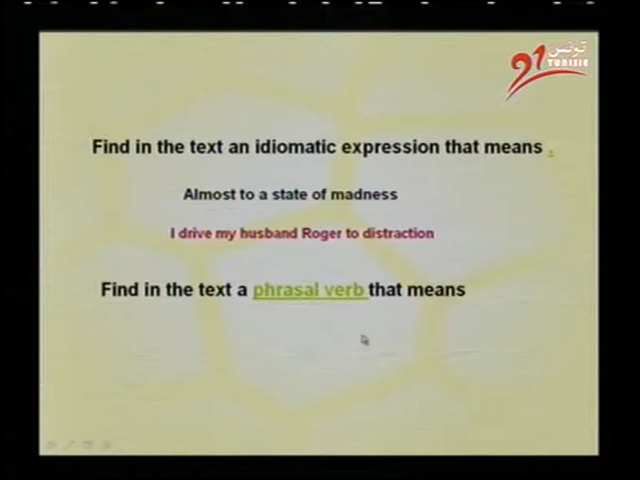 تونس
21
TUNISIE
Find in the text an idiomatic expression that means :
Almost to a state of madness
I drive my husband Roger to distraction
Find in the text a phrasal verb that means